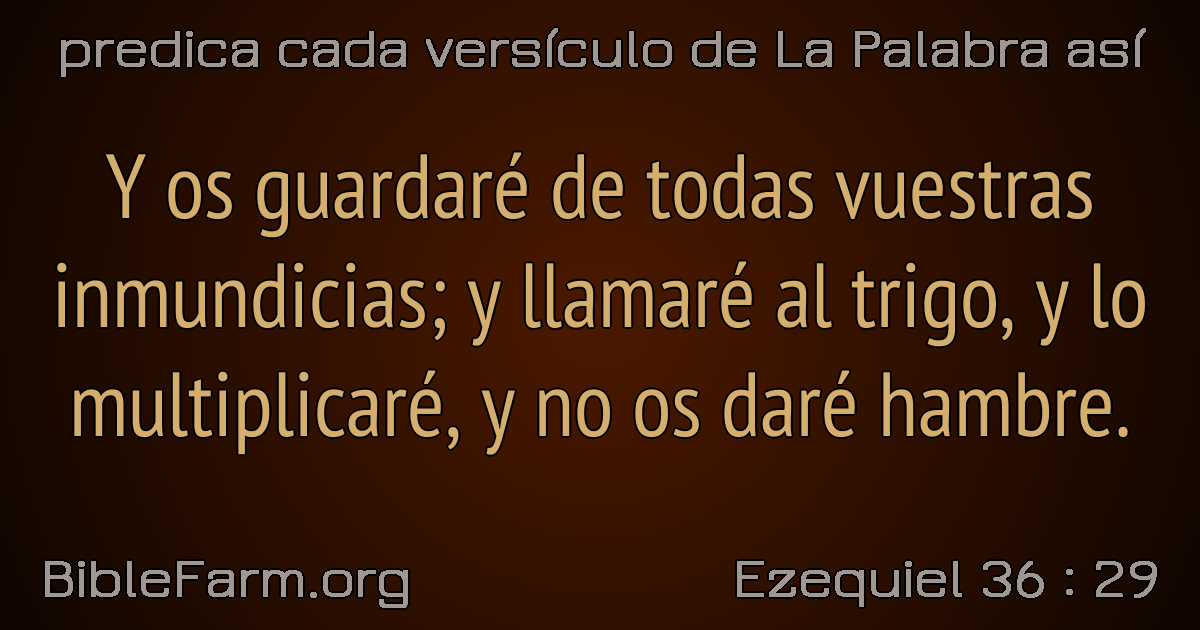 predica cada versículo de La Palabra así
Y os guardaré de todas vuestras
inmundicias; y llamaré al trigo, y lo
multiplicaré, y no os daré hambre.
BibleFarm.org
Ezequiel 36 : 29